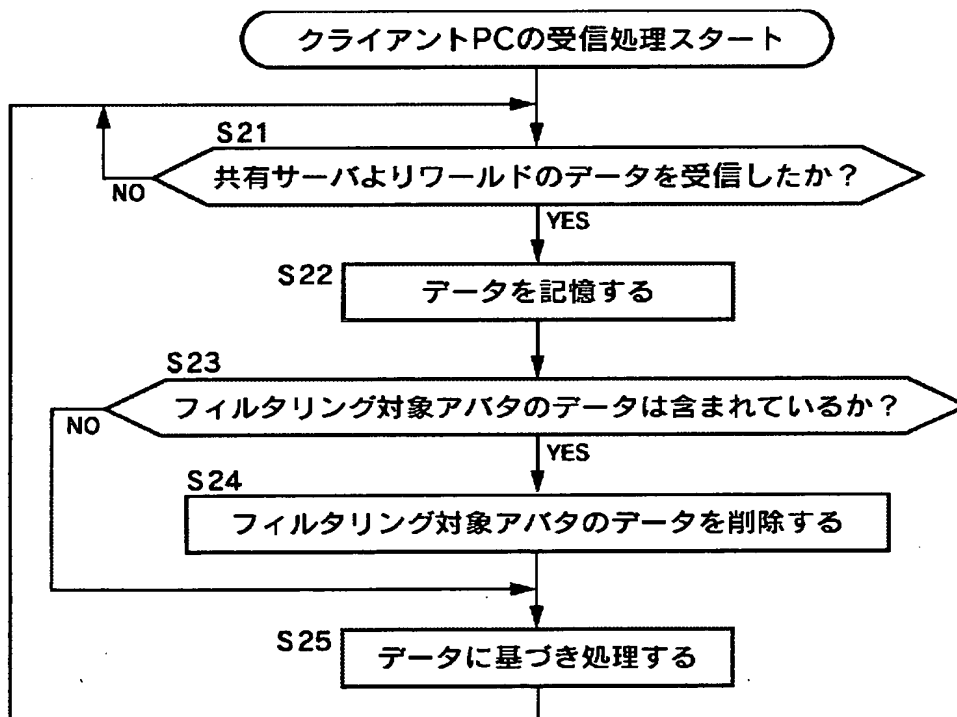 クライアントPCの受信処理スタート
S21
共有サーバよりワールドのデータを受信したか？
NO
YES
S22
データを記憶する
S23
フィルタリング対象アバタのデータは含まれているか？
NO
YES
S24
フィルタリング対象アバタのデータを削除する
S25
データに基づき処理する